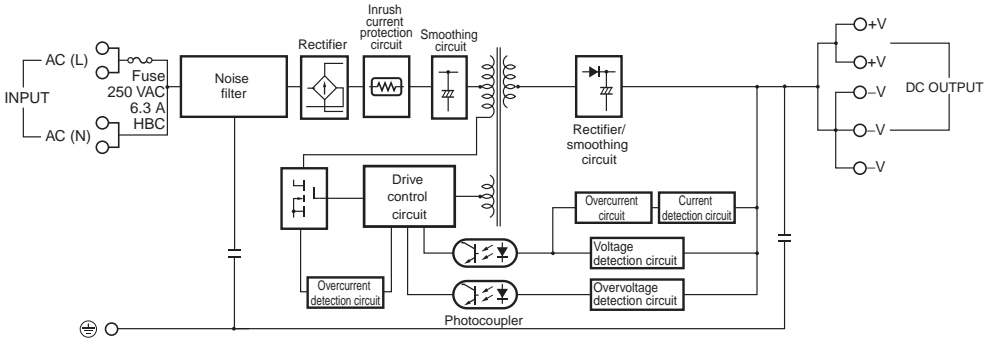 INPUT
AC (L)
AC (N)
Fuse
250 VAC
6.3 A
HBC
Noise
filter
Rectifier
Inrush
current
protection
circuit
Smoothing
circuit
Rectifier/
smoothing
circuit
+V
+V
–V
–V
–V
DC OUTPUT
Drive
control
circuit
Overcurrent
circuit
Current
detection circuit
Voltage
detection circuit
Overcurrent
detection circuit
Overvoltage
detection circuit
Photocoupler